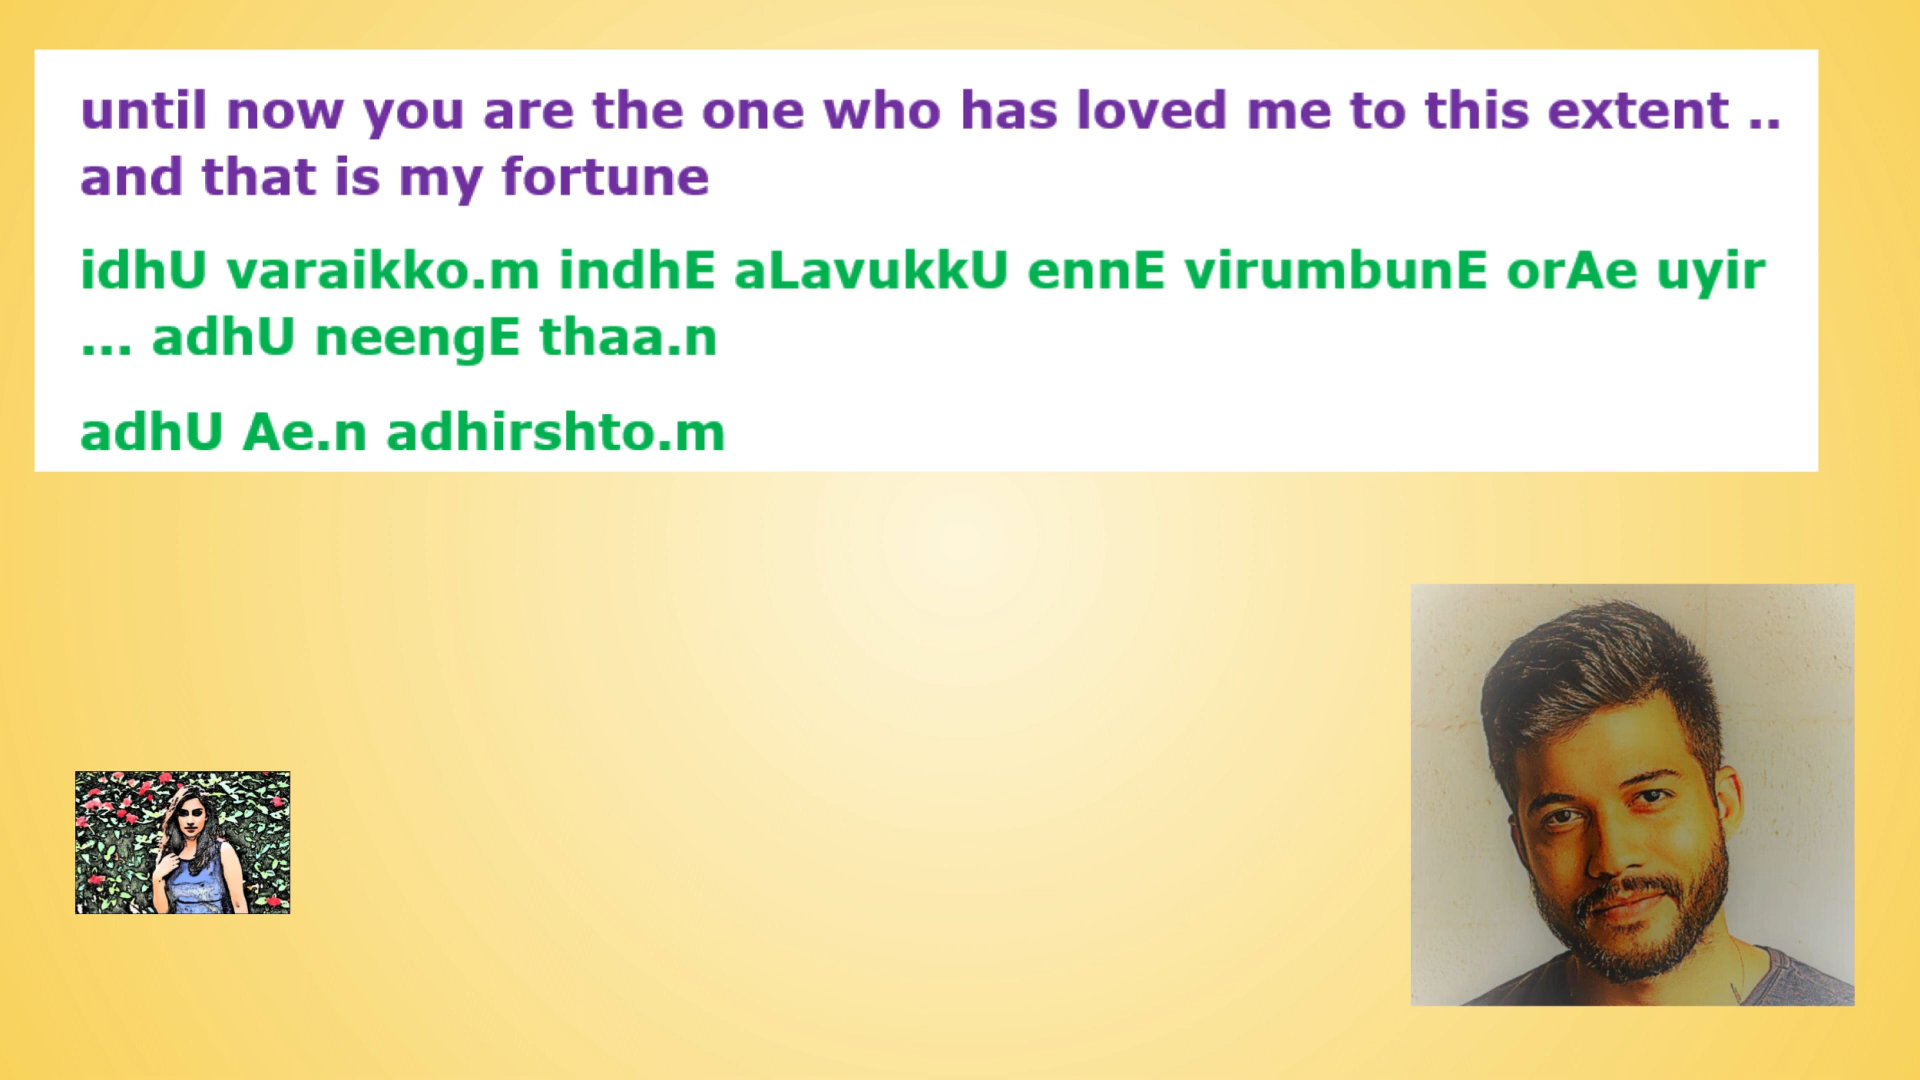 until now you are the one who has loved me to this extent ..
and that is my fortune
idhU varaikko.m indhE aLavukkU ennE virumbunE orAe uyir
... adhU neengE thaa.n
adhU Ae.n adhirshto.m